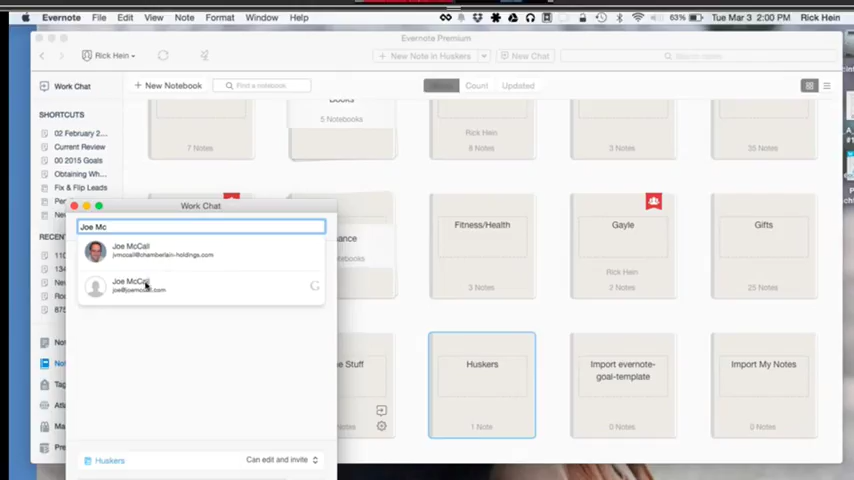 Evernote File Edit View Note Format Window Help 63% Tue Mar 3 2:00 PM Rick Hein
Evernote Premium
Rick Hein
+ New Note in Huskers
New Chat
Work Chat
+ New Notebook
Find a notebook
Count
Updated
SHORTCUTS
02 February 2...
Current Review
00 2015 Goals
Obtaining Wh...
Fix & Flip Leads
7 Notes
Books
5 Notebooks
Rick Hein
8 Notes
3 Notes
35 Notes
Work Chat
Joe Mc
Joe McCall
jvmccall@chamberlain-holdings.com
Joe McCall
Fitness/Health
3 Notes
Gayle
Rick Hein
2 Notes
Gifts
25 Notes
Huskers
1 Note
Import evernote-
goal-template
0 Notes
Import My Notes
0 Notes
Huskers
Can edit and invite